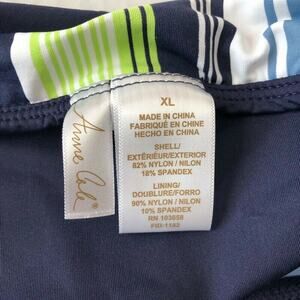 Anne Cole
XL
MADE IN CHINA
FABRIQUÉ EN CHINE
HECHO EN CHINA
SHELL/
EXTÉRIEUR/EXTERIOR
82% NYLON / NILON
18% SPANDEX
LINING/
DOUBLURE/FORRO
90% NYLON / NILON
10% SPANDEX
RN 103658
FID-1182